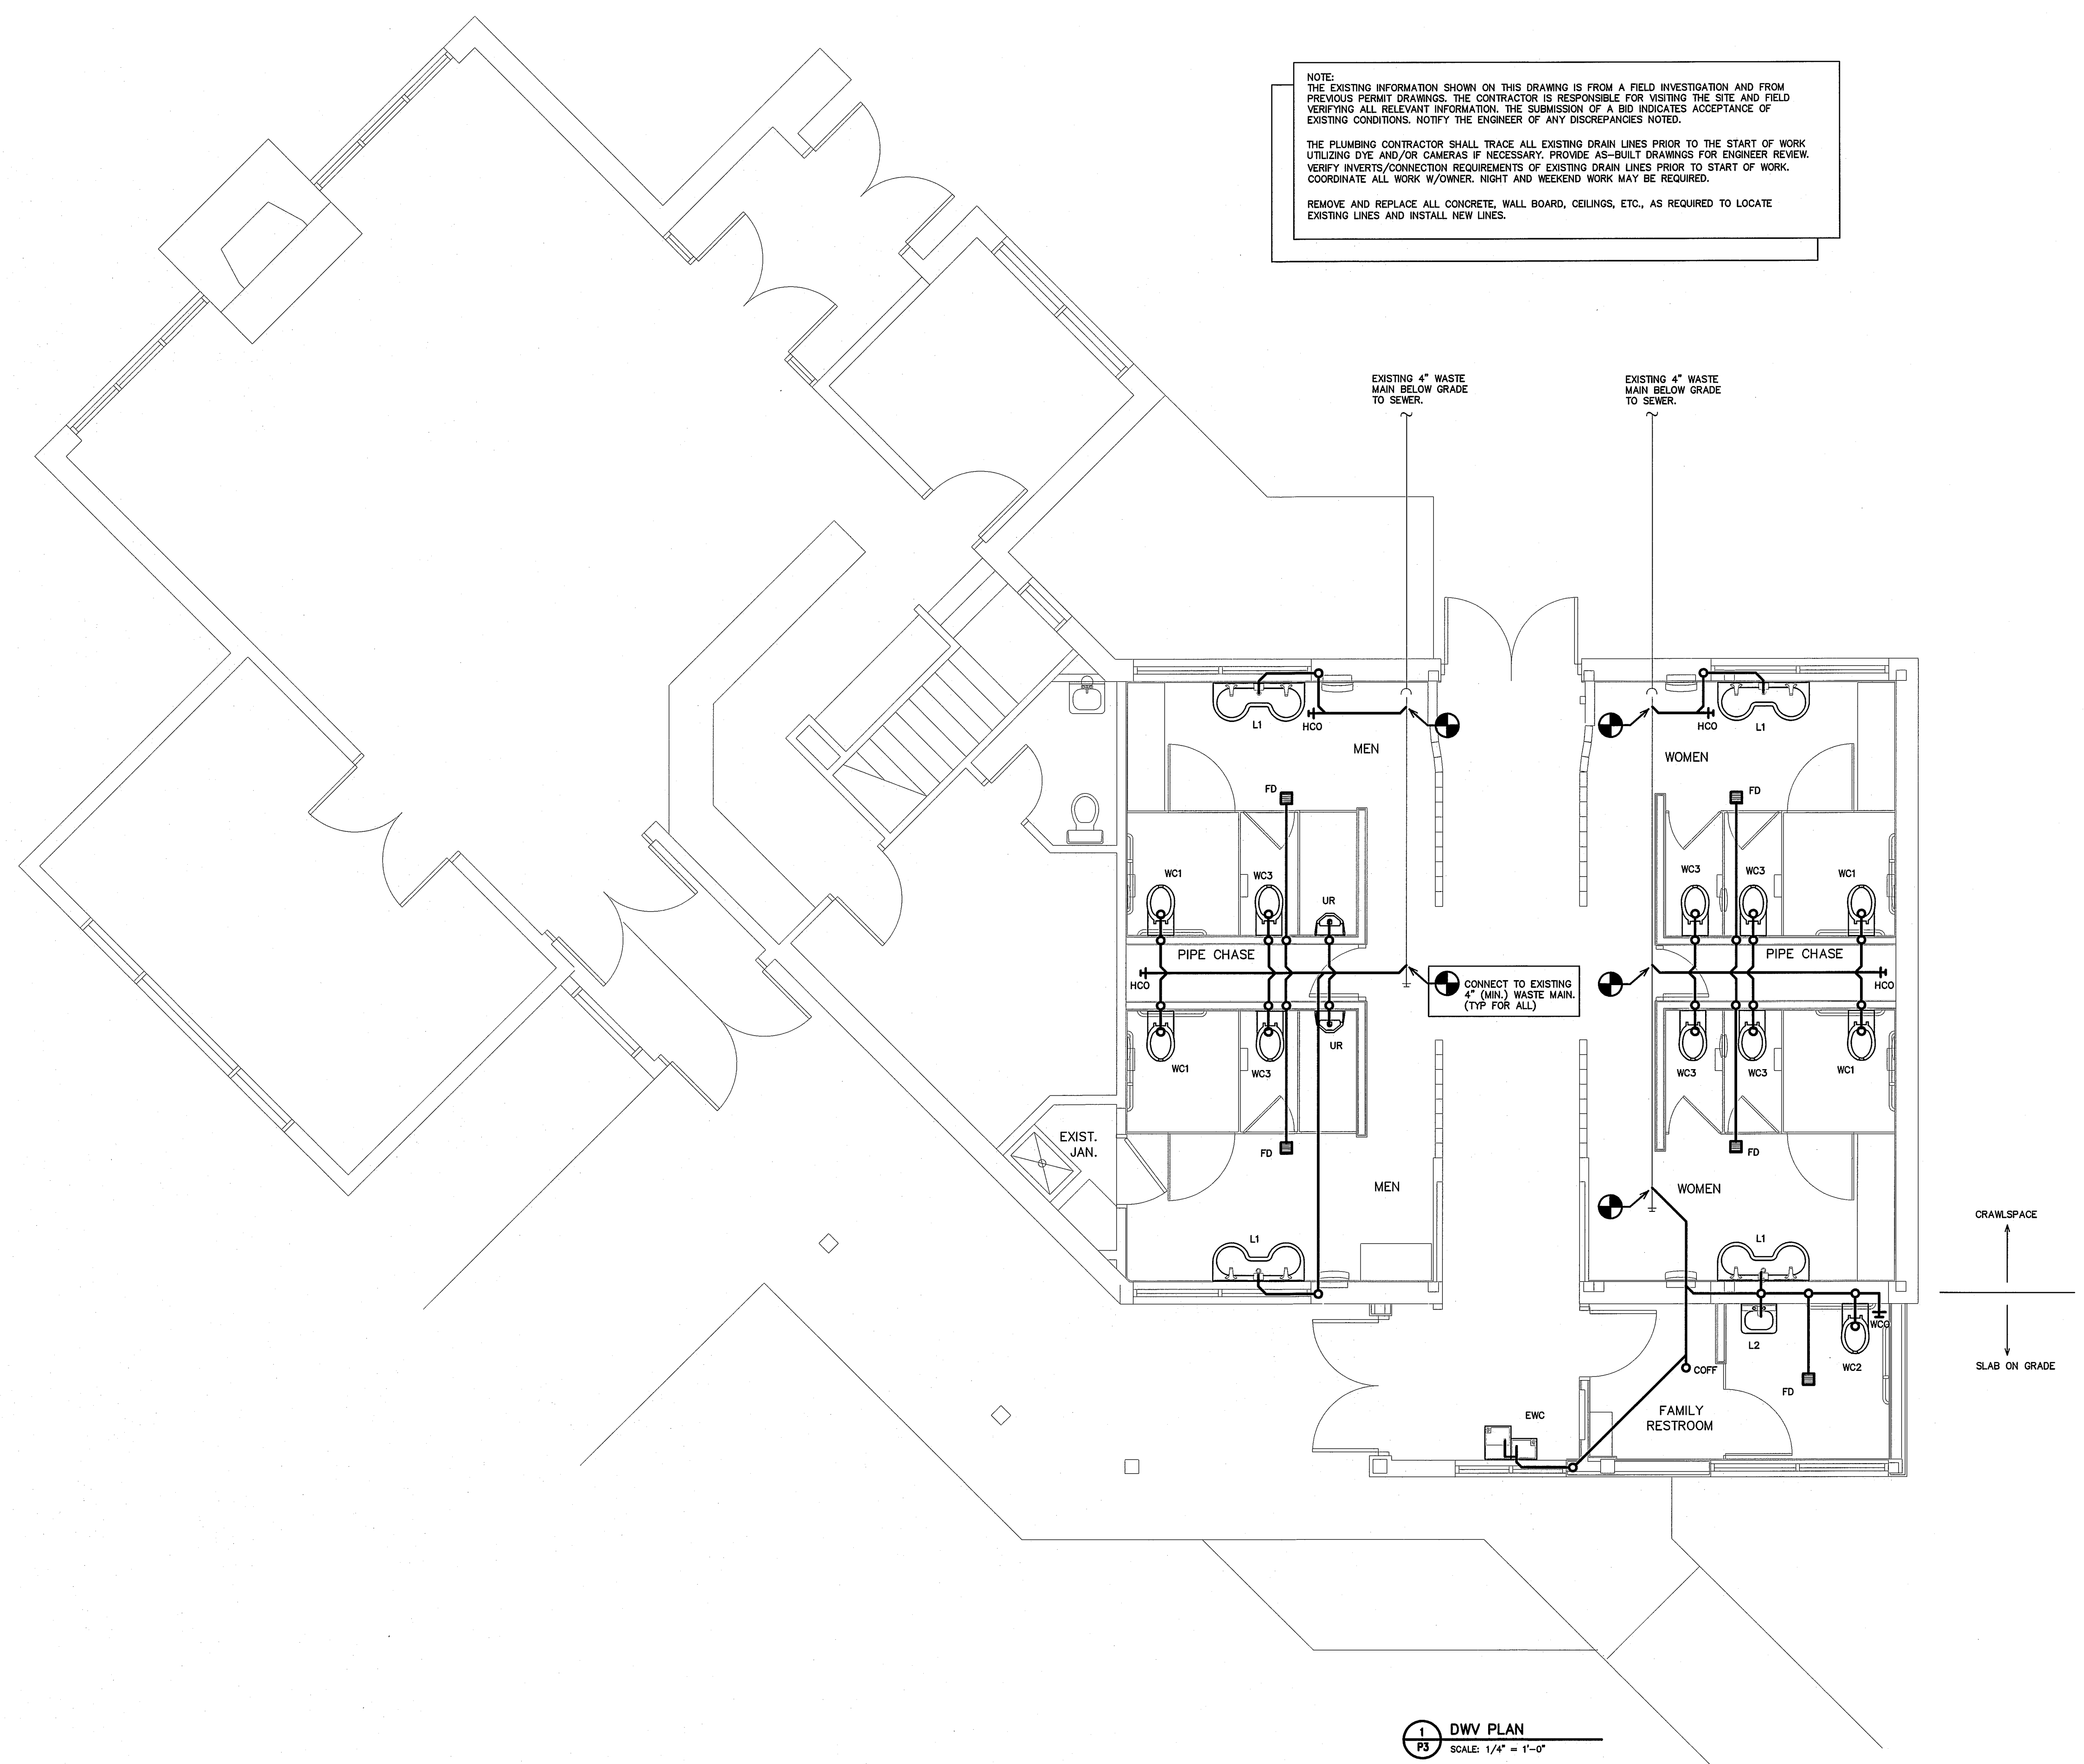 NOTE:
THE EXISTING INFORMATION SHOWN ON THIS DRAWING IS FROM A FIELD INVESTIGATION AND FROM
PREVIOUS PERMIT DRAWINGS. THE CONTRACTOR IS RESPONSIBLE FOR VISITING THE SITE AND FIELD
VERIFYING ALL RELEVANT INFORMATION. THE SUBMISSION OF A BID INDICATES ACCEPTANCE OF
EXISTING CONDITIONS. NOTIFY THE ENGINEER OF ANY DISCREPANCIES NOTED.
THE PLUMBING CONTRACTOR SHALL TRACE ALL EXISTING DRAIN LINES PRIOR TO THE START OF WORK
UTILIZING DYE AND/OR CAMERAS IF NECESSARY. PROVIDE AS-BUILT DRAWINGS FOR ENGINEER REVIEW.
VERIFY INVERTS/CONNECTION REQUIREMENTS OF EXISTING DRAIN LINES PRIOR TO START OF WORK.
COORDINATE ALL WORK W/OWNER. NIGHT AND WEEKEND WORK MAY BE REQUIRED.
REMOVE AND REPLACE ALL CONCRETE, WALL BOARD, CEILINGS, ETC., AS REQUIRED TO LOCATE
EXISTING LINES AND INSTALL NEW LINES.
EXISTING 4" WASTE
MAIN BELOW GRADE
TO SEWER.
EXISTING 4" WASTE
MAIN BELOW GRADE
TO SEWER.
L1
HCO
HCO
L1
MEN
WOMEN
FD
FD
WC1
WC3
UR
WC3
WC3
WC1
PIPE CHASE
PIPE CHASE
HCO
CONNECT TO EXISTING
4" (MIN.) WASTE MAIN.
(TYP FOR ALL)
HCO
WC1
WC3
UR
WC3
WC3
WC1
EXIST.
JAN.
FD
FD
MEN
WOMEN
CRAWLSPACE
L1
L1
WCO
L2
WC2
SLAB ON GRADE
COFF
FD
EWC
FAMILY
RESTROOM
1
P3
DWV PLAN
SCALE: 1/4" = 1'-0"